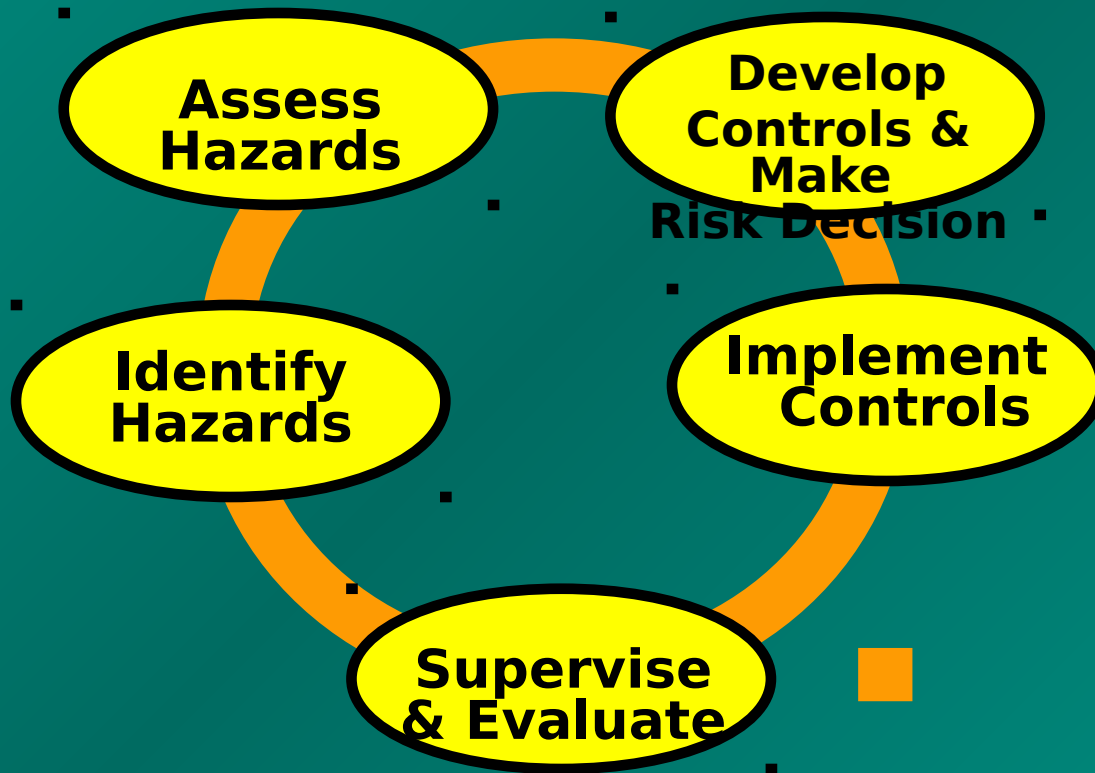 Assess
Hazards
Develop
Controls &
Make
Risk Decision
Identify
Hazards
Implement
Controls
Supervise
& Evaluate